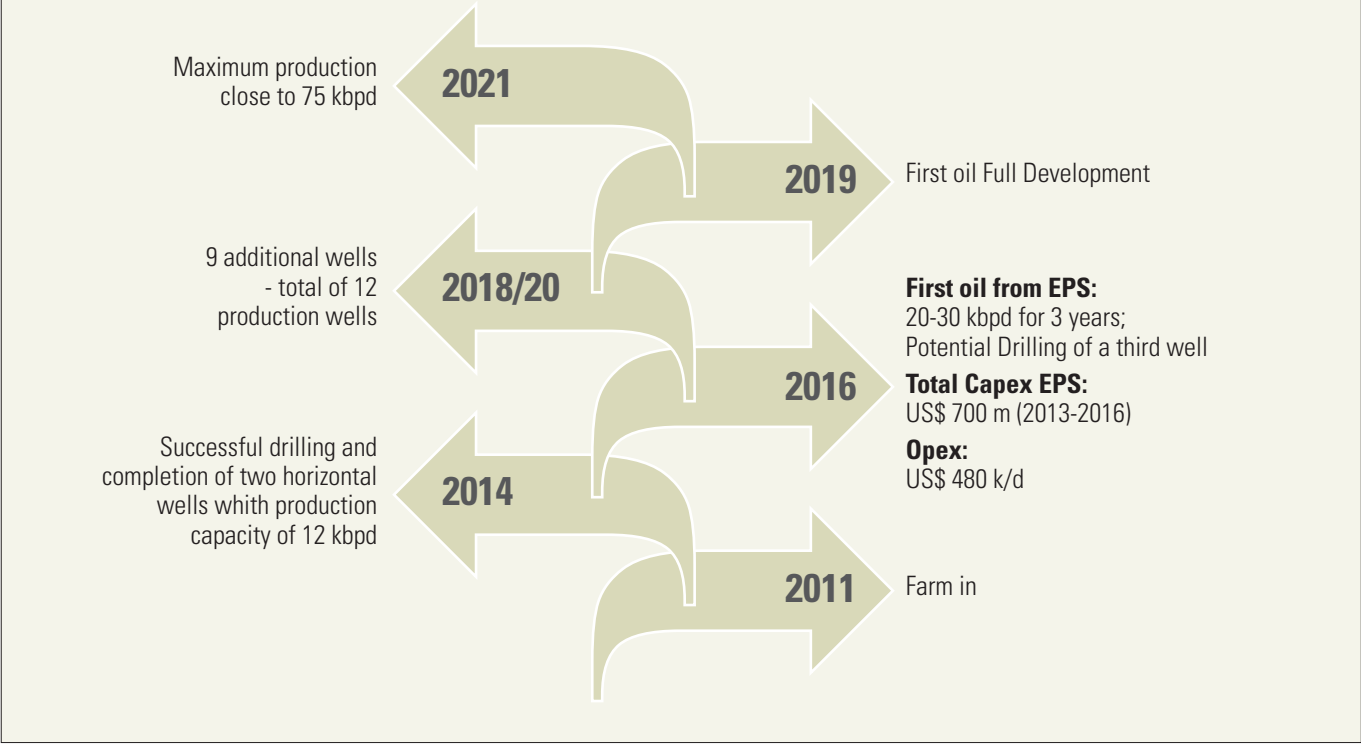 Maximum production
close to 75 kbpd
2021
2019
First oil Full Development
9 additional wells
- total of 12
production wells
2018/20
2016
First oil from EPS:
20-30 kbpd for 3 years;
Potential Drilling of a third well
Total Capex EPS:
US$ 700 m (2013-2016)
Opex:
US$ 480 k/d
Successful drilling and
completion of two horizontal
wells whith production
capacity of 12 kbpd
2014
2011
Farm in